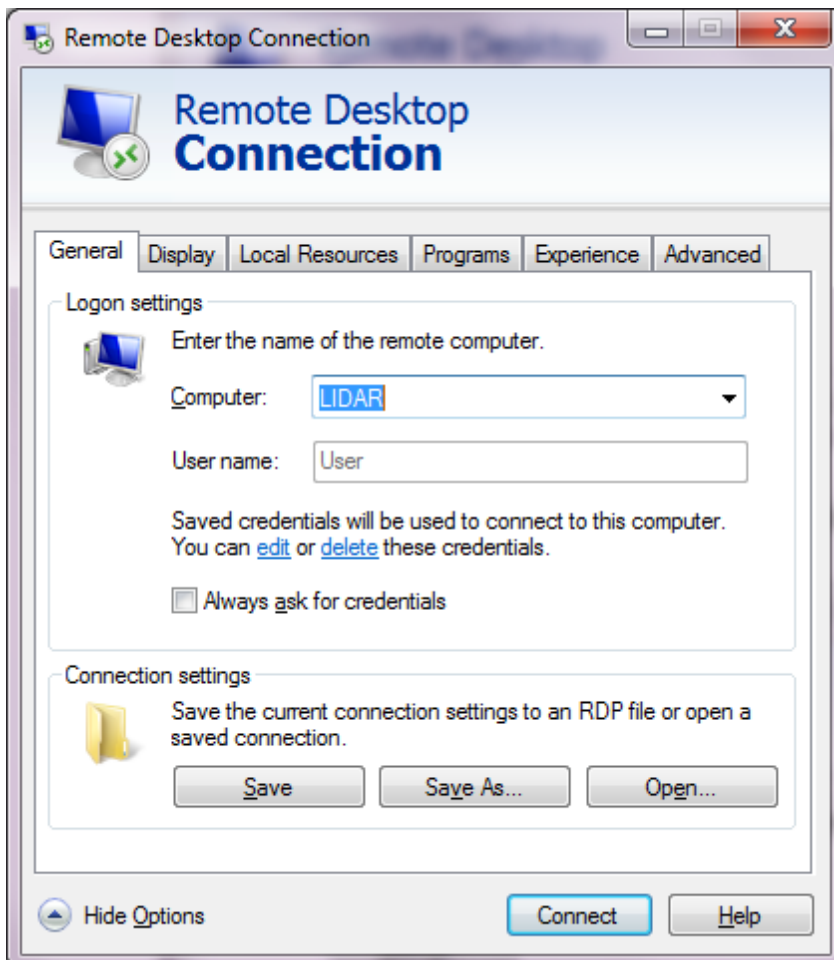 Remote Desktop Connection
Remote Desktop
Connection
General Display Local Resources Programs Experience Advanced
Logon settings
Enter the name of the remote computer.
Computer: LIDAR
User name: User
Saved credentials will be used to connect to this computer.
You can edit or delete these credentials.
Always ask for credentials
Connection settings
Save the current connection settings to an RDP file or open a
saved connection.
Save Save As... Open...
Hide Options Connect Help